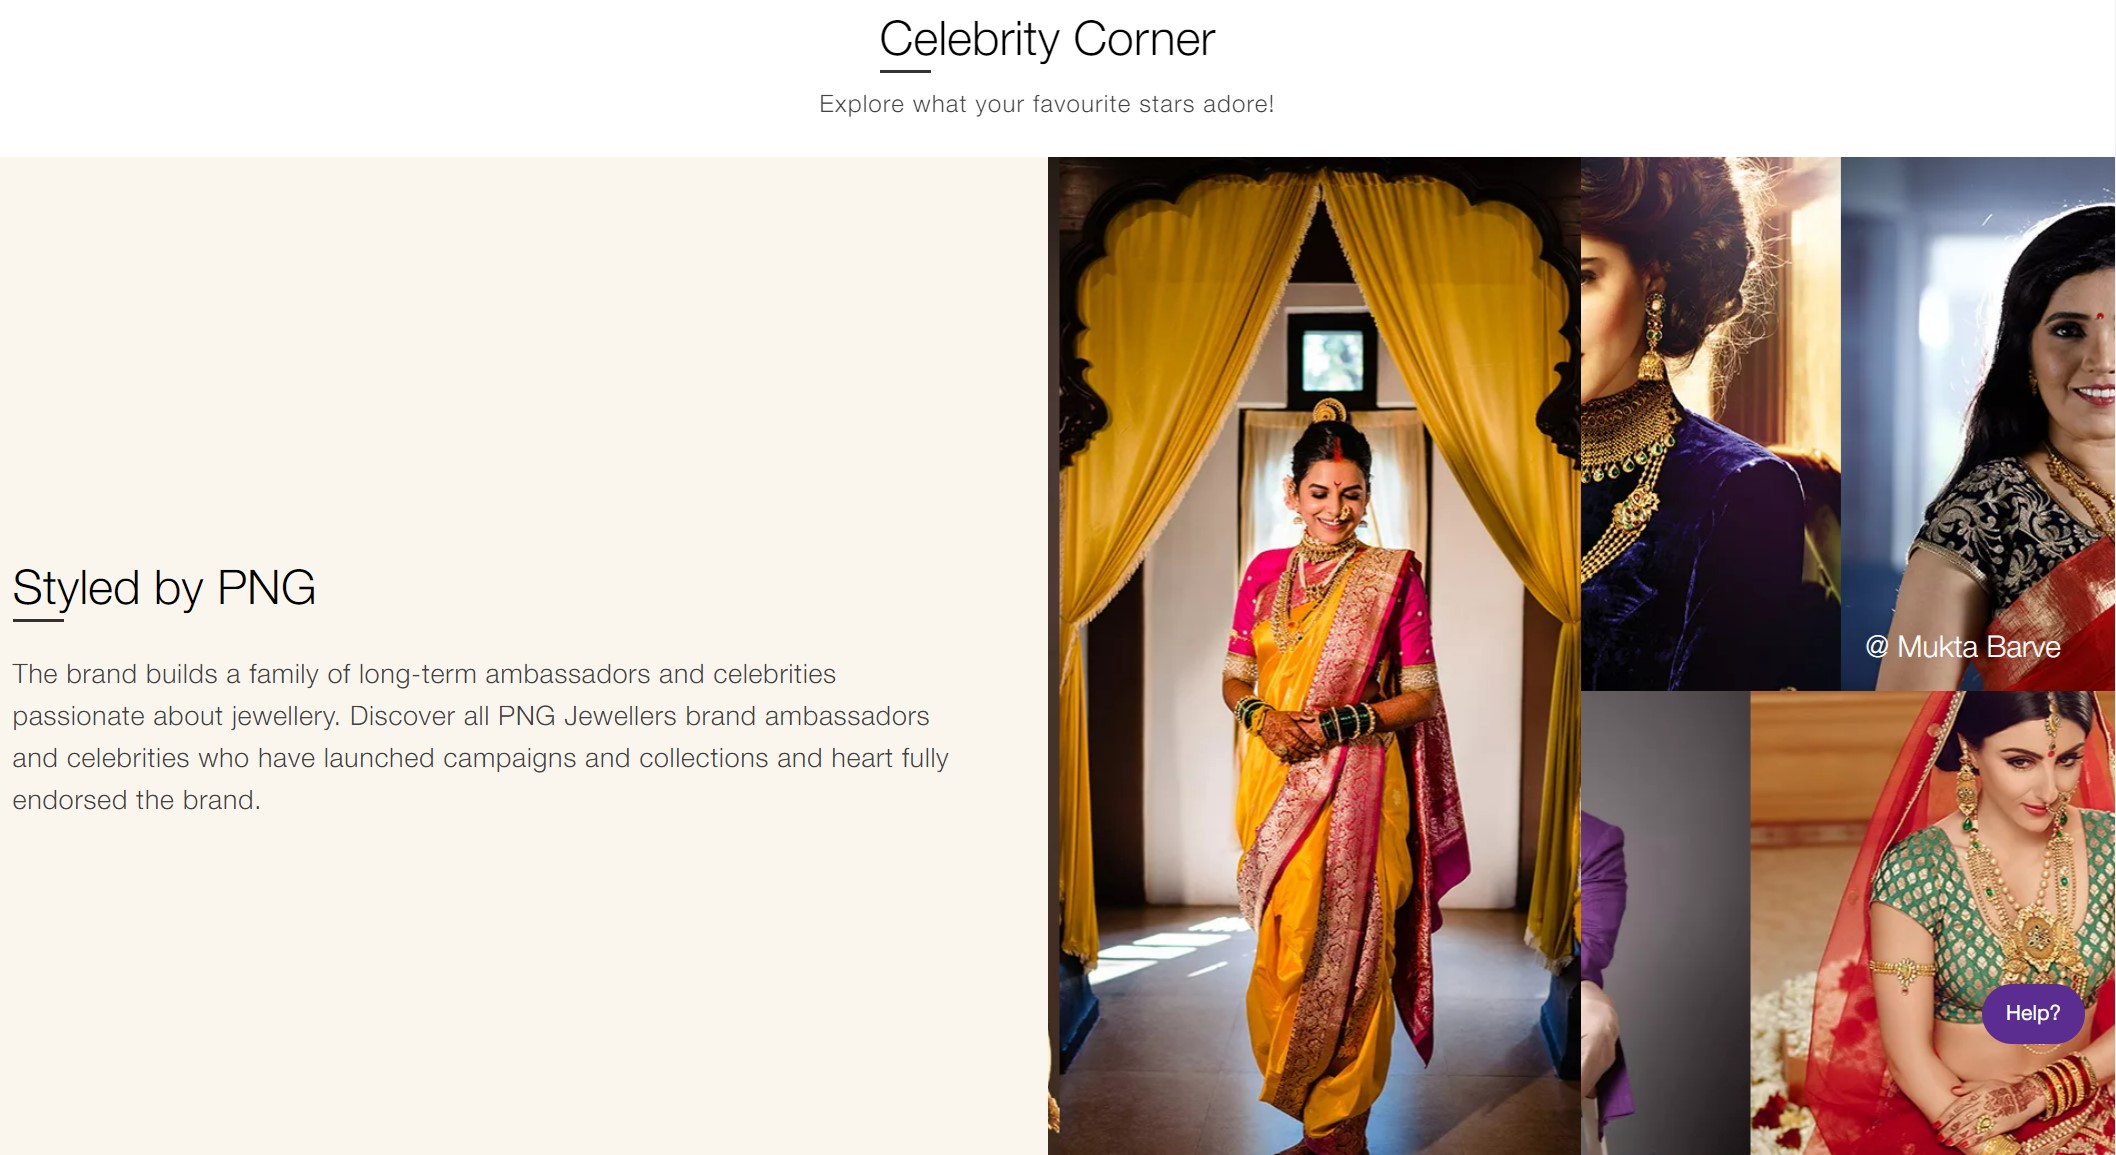 Celebrity Corner
Explore what your favourite stars adore!
Styled by PNG
The brand builds a family of long-term ambassadors and celebrities
passionate about jewellery. Discover all PNG Jewellers brand ambassadors
and celebrities who have launched campaigns and collections and heart fully
endorsed the brand.
@ Mukta Barve
Help?